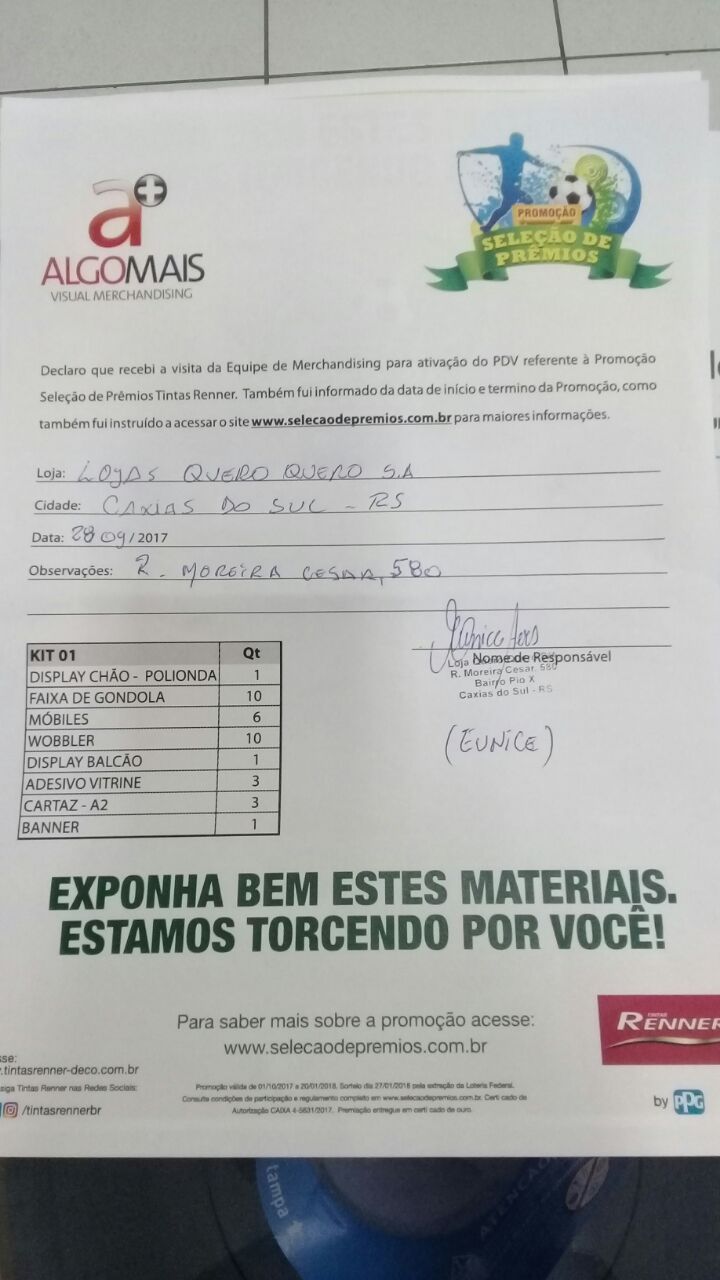 a+
ALGOMAIS
VISUAL MERCHANDISING
PROMOÇÃO
SELEÇÃO DE
PRÊMIOS
Declaro que recebi a visita da Equipe de Merchandising para ativação do PDV referente à Promoção
Seleção de Prêmios Tintas Renner. Também fui informado da data de início e termino da Promoção, como
também fui instruído a acessar o site www.selecaodepremios.com.br para maiores informações.
Loja: LOJAS QUERO QUERO S.A
Cidade: CAXIAS DO SUL - RS
Data: 28 09/2017
Observações: R. MOREIRA CESAR, 580
Nome de Responsável
Loja
R. Moreira Cesar, 580
Bairro Pio X
Caxias do Sul - RS
(EUNICE)
KIT 01 Qt
DISPLAY CHÃO - POLIONDA 1
FAIXA DE GONDOLA 10
MÓBILES 6
WOBBLER 10
DISPLAY BALCÃO 1
ADESIVO VITRINE 3
CARTAZ - A2 3
BANNER 1
EXPONHA BEM ESTES MATERIAIS.
ESTAMOS TORCENDO POR VOCÊ!
Para saber mais sobre a promoção acesse:
www.selecaodepremios.com.br
TINTAS
RENNER
by PPG
sse:
.tintasrenner-deco.com.br
siga Tintas Renner nas Redes Sociais:
/tintasrennerbr
Promoção válida de 01/10/2017 a 20/01/2018. Sorteio dia 27/01/2018 pela extração da Loteria Federal.
Consulte condições de participação e regulamento completo em www.selecaodepremios.com.br. Certi cado de
Autorização CAIXA 4-5631/2017. Premiação entregue em certi cado de ouro.
tampa
ATENÇÃO